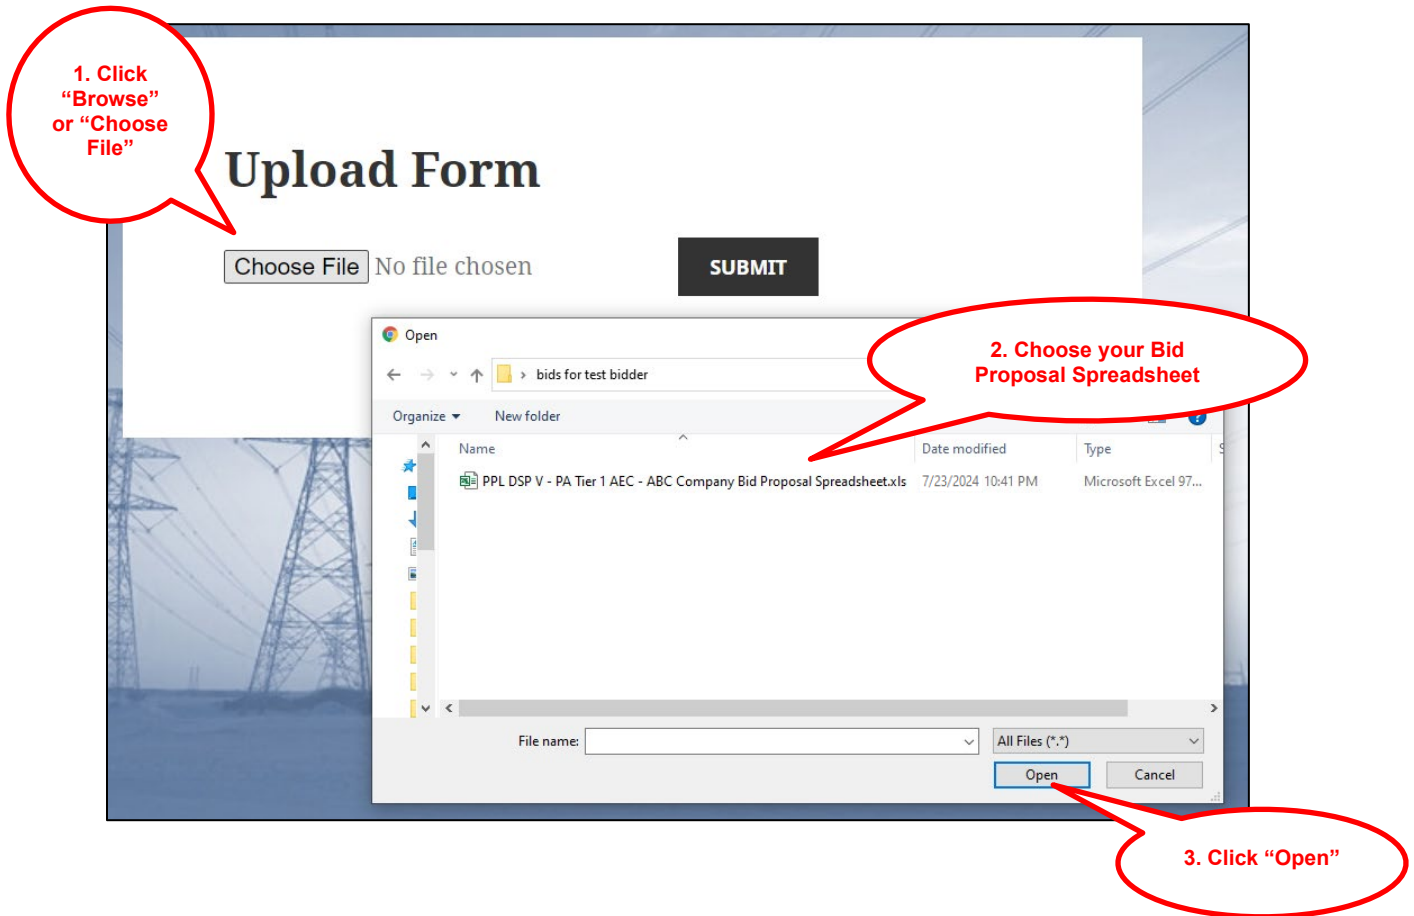 1. Click
“Browse”
or “Choose
File”
Upload Form
Choose File No file chosen
SUBMIT
Open
2. Choose your Bid
Proposal Spreadsheet
› bids for test bidder
Organize ▾ New folder
Name Date modified Type S
PPL DSP V - PA Tier 1 AEC - ABC Company Bid Proposal Spreadsheet.xls 7/23/2024 10:41 PM Microsoft Excel 97...
File name: All Files (*.*)
Open Cancel
3. Click “Open”